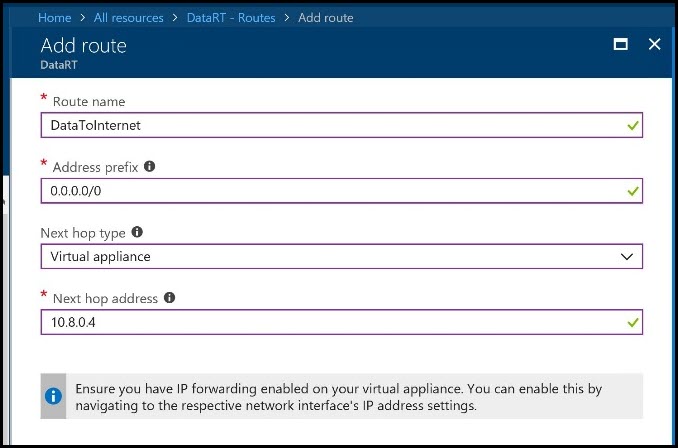 Home > All resources > DataRT - Routes > Add route
Add route
DataRT
* Route name
DataToInternet
* Address prefix
0.0.0.0/0
Next hop type
Virtual appliance
* Next hop address
10.8.0.4
Ensure you have IP forwarding enabled on your virtual appliance. You can enable this by
navigating to the respective network interface's IP address settings.